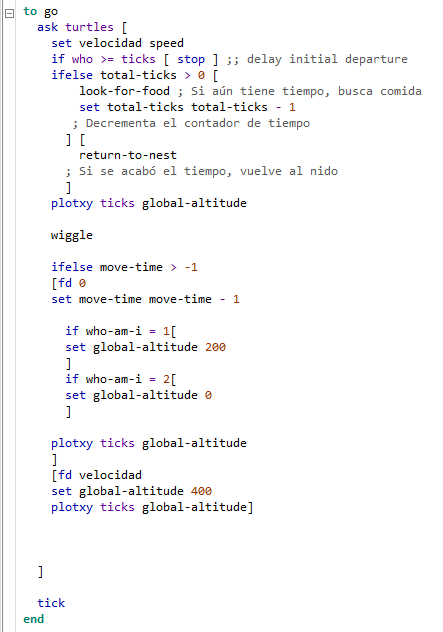 to go
ask turtles [
set velocidad speed
if who >= ticks [ stop ] ;; delay initial departure
ifelse total-ticks > 0 [
look-for-food ; Si aún tiene tiempo, busca comida
set total-ticks total-ticks - 1
; Decrementa el contador de tiempo
] [
return-to-nest
; Si se acabó el tiempo, vuelve al nido
]
plotxy ticks global-altitude
wiggle
ifelse move-time > -1
[fd 0
set move-time move-time - 1
if who-am-i = 1[
set global-altitude 200
]
if who-am-i = 2[
set global-altitude 0
]
plotxy ticks global-altitude
]
[fd velocidad
set global-altitude 400
plotxy ticks global-altitude]
]
tick
end